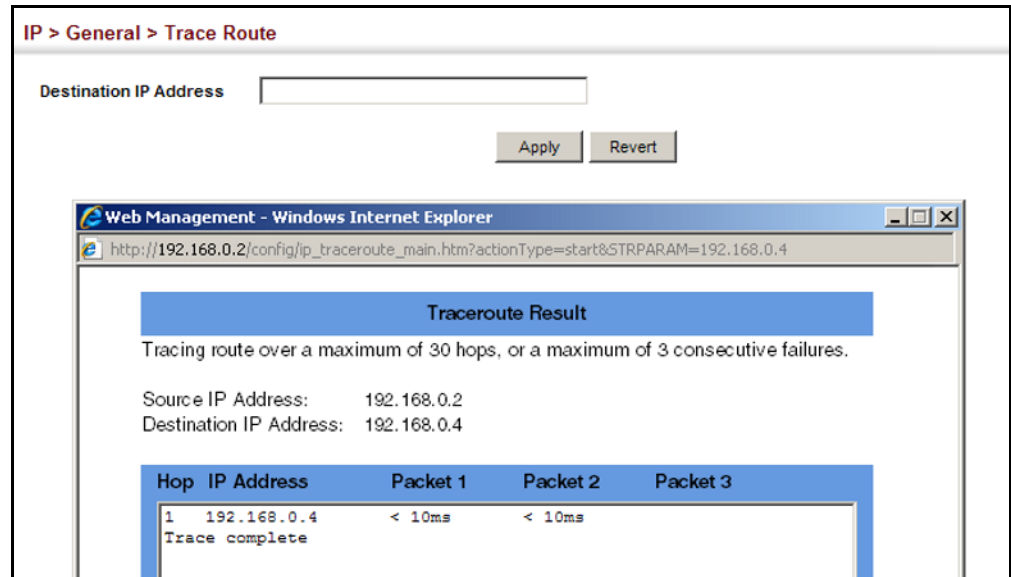 IP > General > Trace Route
Destination IP Address
Apply Revert
Web Management - Windows Internet Explorer
http://192.168.0.2/config/ip_traceroute_main.htm?actionType=start&STRPARAM=192.168.0.4
Traceroute Result
Tracing route over a maximum of 30 hops, or a maximum of 3 consecutive failures.
Source IP Address: 192.168.0.2
Destination IP Address: 192.168.0.4
Hop IP Address Packet 1 Packet 2 Packet 3
1 192.168.0.4 < 10ms < 10ms
Trace complete